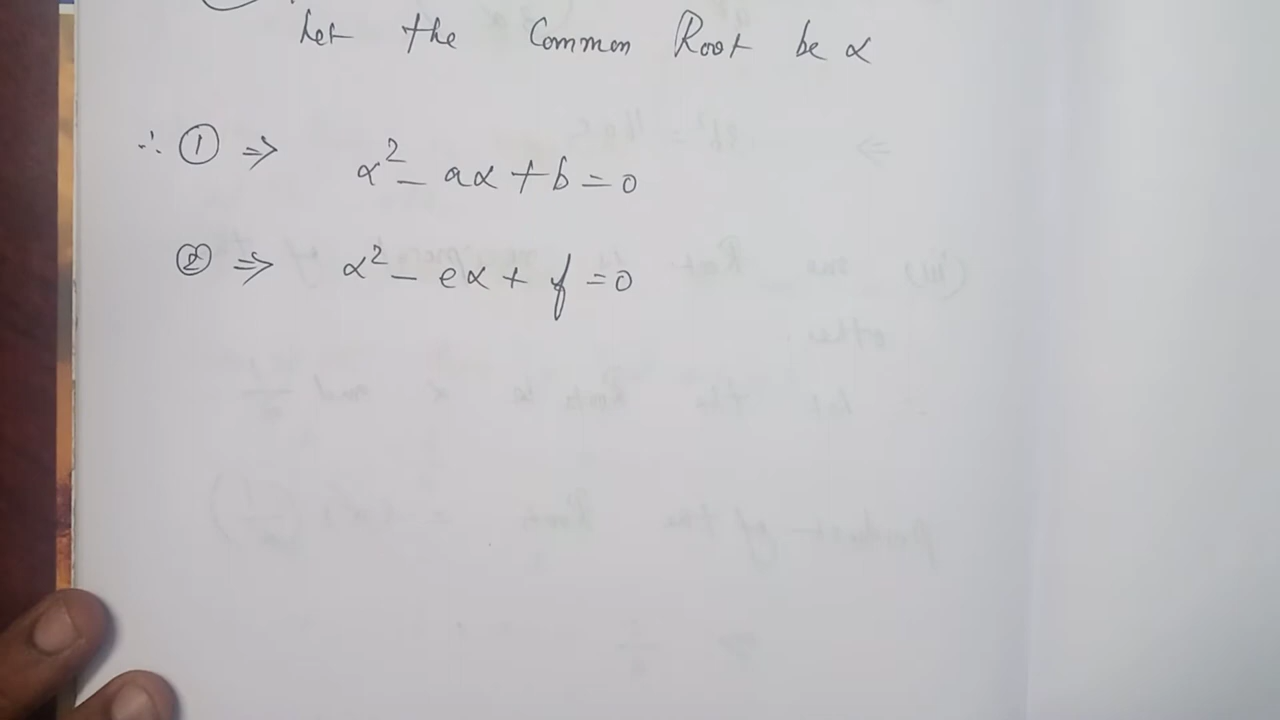 Let the Common Root be α
∴ ① ⇒ α² - aα + b = 0
② ⇒ α² - eα + f = 0